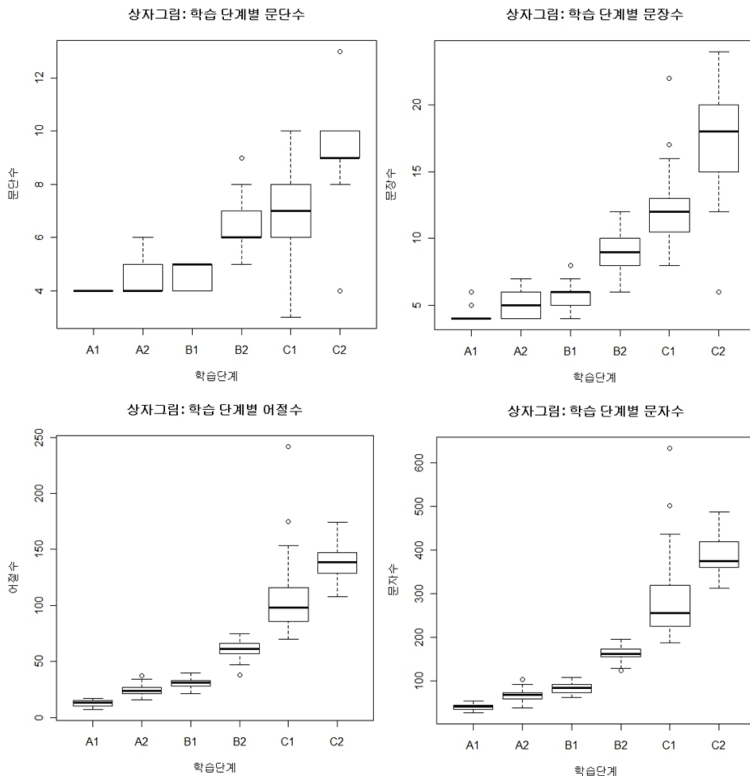 상자그림: 학습 단계별 문단수
문단수
12
10
8
6
4
A1 A2 B1 B2 C1 C2
학습단계
상자그림: 학습 단계별 문장수
문장수
20
15
10
5
A1 A2 B1 B2 C1 C2
학습단계
상자그림: 학습 단계별 어절수
어절수
250
200
150
100
50
0
A1 A2 B1 B2 C1 C2
학습단계
상자그림: 학습 단계별 문자수
문자수
600
500
400
300
200
100
A1 A2 B1 B2 C1 C2
학습단계